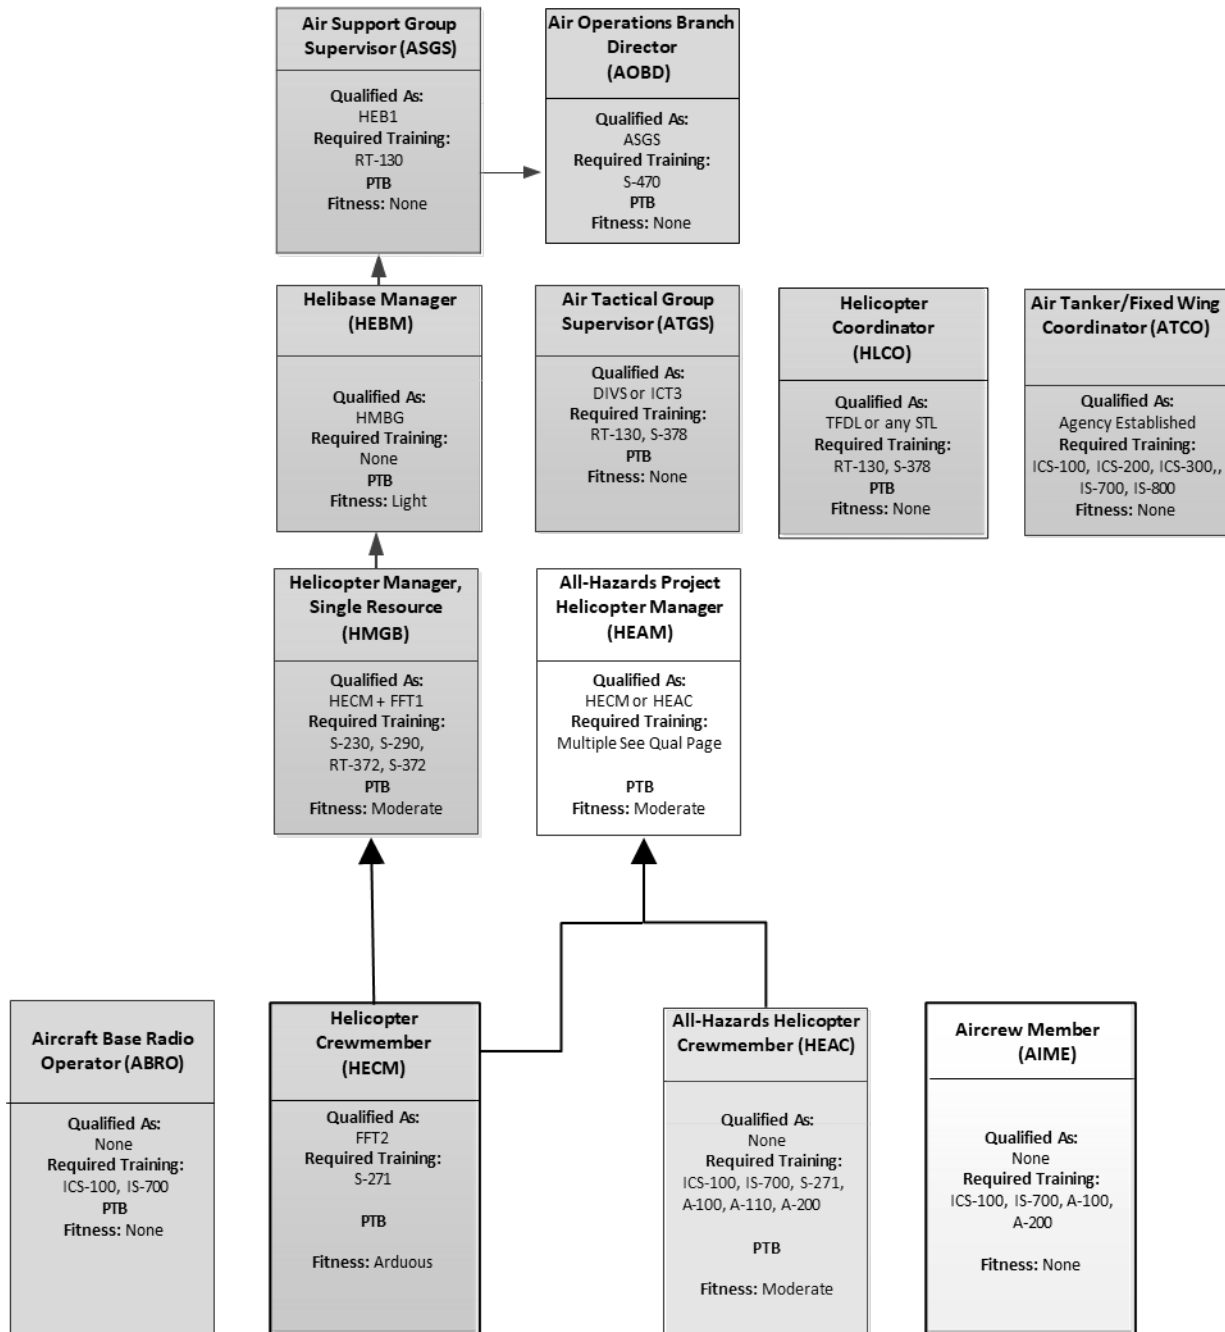 Air Support Group
Supervisor (ASGS)
Qualified As:
HEB1
Required Training:
RT-130
PTB
Fitness: None
Air Operations Branch
Director
(AOBD)
Qualified As:
ASGS
Required Training:
S-470
PTB
Fitness: None
Helibase Manager
(HEBM)
Qualified As:
HMBG
Required Training:
None
PTB
Fitness: Light
Air Tactical Group
Supervisor (ATGS)
Qualified As:
DIVS or ICT3
Required Training:
RT-130, S-378
PTB
Fitness: None
Helicopter
Coordinator
(HLCO)
Qualified As:
TFDL or any STL
Required Training:
RT-130, S-378
PTB
Fitness: None
Air Tanker/Fixed Wing
Coordinator (ATCO)
Qualified As:
Agency Established
Required Training:
ICS-100, ICS-200, ICS-300,,
IS-700, IS-800
Fitness: None
Helicopter Manager,
Single Resource
(HMGB)
Qualified As:
HECM + FFT1
Required Training:
S-230, S-290,
RT-372, S-372
PTB
Fitness: Moderate
All-Hazards Project
Helicopter Manager
(HEAM)
Qualified As:
HECM or HEAC
Required Training:
Multiple See Qual Page
PTB
Fitness: Moderate
Aircraft Base Radio
Operator (ABRO)
Qualified As:
None
Required Training:
ICS-100, IS-700
PTB
Fitness: None
Helicopter
Crewmember
(HECM)
Qualified As:
FFT2
Required Training:
S-271
PTB
Fitness: Arduous
All-Hazards Helicopter
Crewmember (HEAC)
Qualified As:
None
Required Training:
ICS-100, IS-700, S-271,
A-100, A-110, A-200
PTB
Fitness: Moderate
Aircrew Member
(AIME)
Qualified As:
None
Required Training:
ICS-100, IS-700, A-100,
A-200
Fitness: None